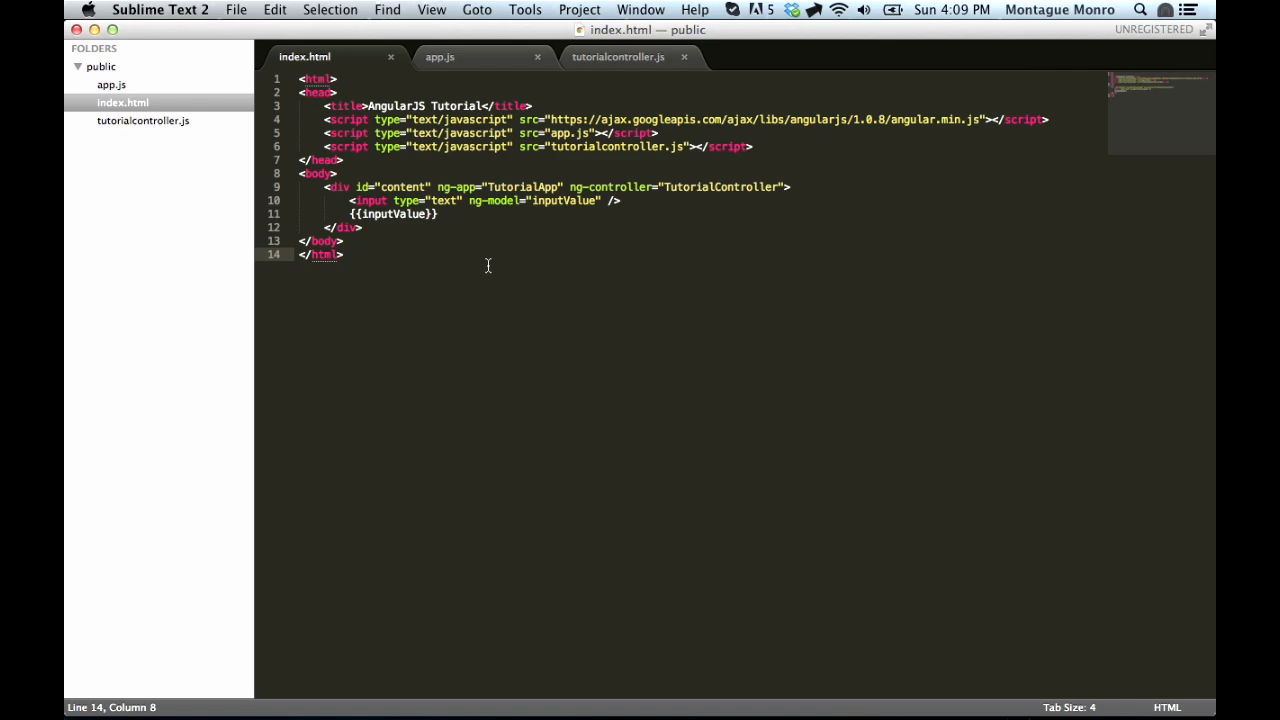 Sublime Text 2 File Edit Selection Find View Goto Tools Project Window Help 5 Sun 4:09 PM Montague Monro
index.html — public UNREGISTERED
FOLDERS
public
app.js
index.html
tutorialcontroller.js
index.html × app.js × tutorialcontroller.js ×
1 <html>
2 <head>
3 <title>AngularJS Tutorial</title>
4 <script type="text/javascript" src="https://ajax.googleapis.com/ajax/libs/angularjs/1.0.8/angular.min.js"></script>
5 <script type="text/javascript" src="app.js"></script>
6 <script type="text/javascript" src="tutorialcontroller.js"></script>
7 </head>
8 <body>
9 <div id="content" ng-app="TutorialApp" ng-controller="TutorialController">
10 <input type="text" ng-model="inputValue" />
11 {{inputValue}}
12 </div>
13 </body>
14 </html>
Line 14, Column 8 Tab Size: 4 HTML